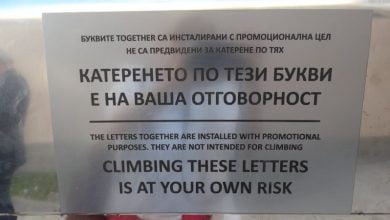 БУКВИТЕ TOGETHER СА ИНСТАЛИРАНИ С ПРОМОЦИОНАЛНА ЦЕЛ
НЕ СА ПРЕДВИДЕНИ ЗА КАТЕРЕНЕ ПО ТЯХ
КАТЕРЕНЕТО ПО ТЕЗИ БУКВИ
Е НА ВАША ОТГОВОРНОСТ
THE LETTERS TOGETHER ARE INSTALLED WITH PROMOTIONAL
PURPOSES. THEY ARE NOT INTENDED FOR CLIMBING
CLIMBING THESE LETTERS
IS AT YOUR OWN RISK